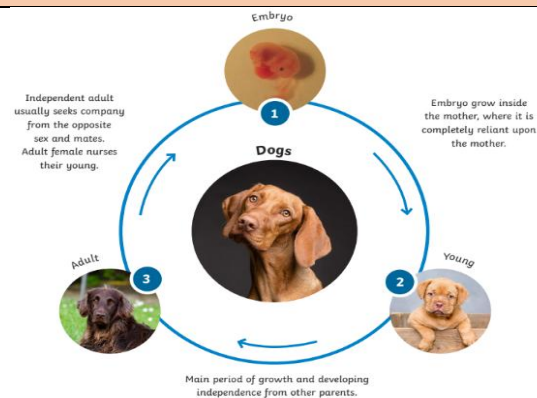 Embryo
1
Independent adult
usually seeks company
from the opposite
sex and mates.
Adult female nurses
their young.
Embryo grow inside
the mother, where it is
completely reliant upon
the mother.
Dogs
Adult
3
Young
2
Main period of growth and developing
independence from other parents.